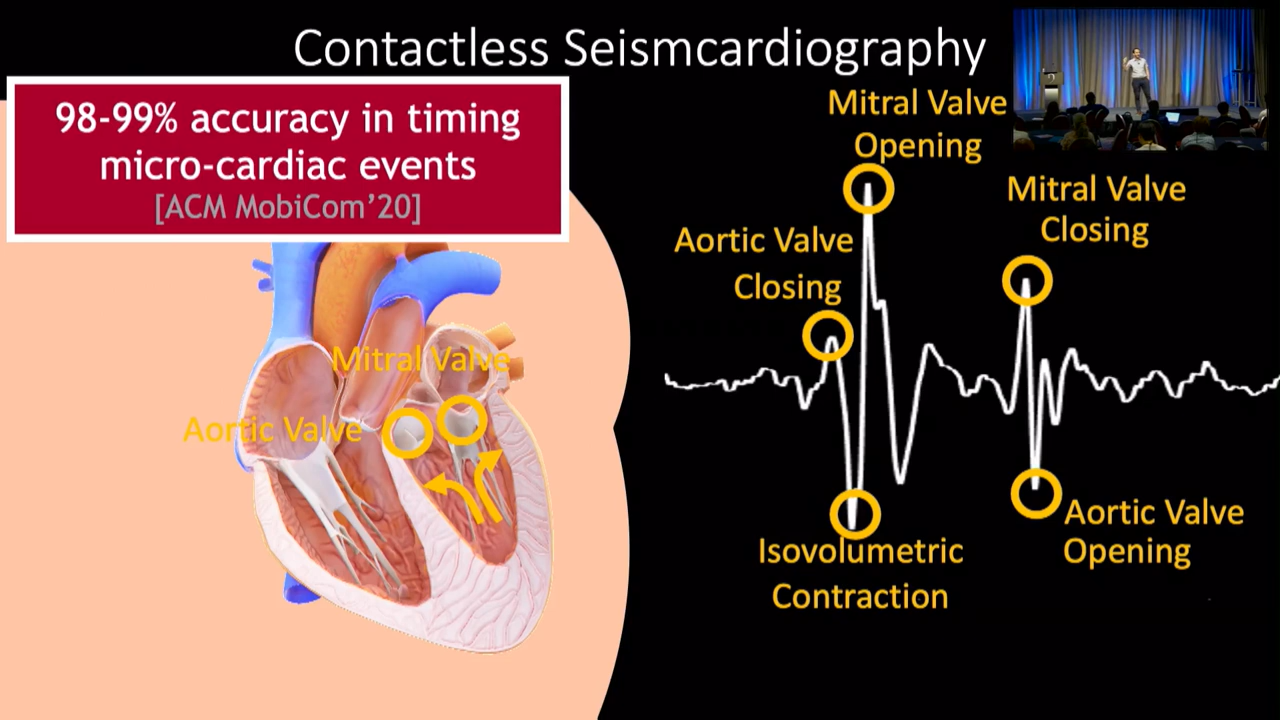 Contactless Seismcardiography
98-99% accuracy in timing
micro-cardiac events
[ACM MobiCom’20]
Mitral Valve
Opening
Mitral Valve
Closing
Aortic Valve
Closing
Mitral Valve
Aortic Valve
Aortic Valve
Opening
Isovolumetric
Contraction